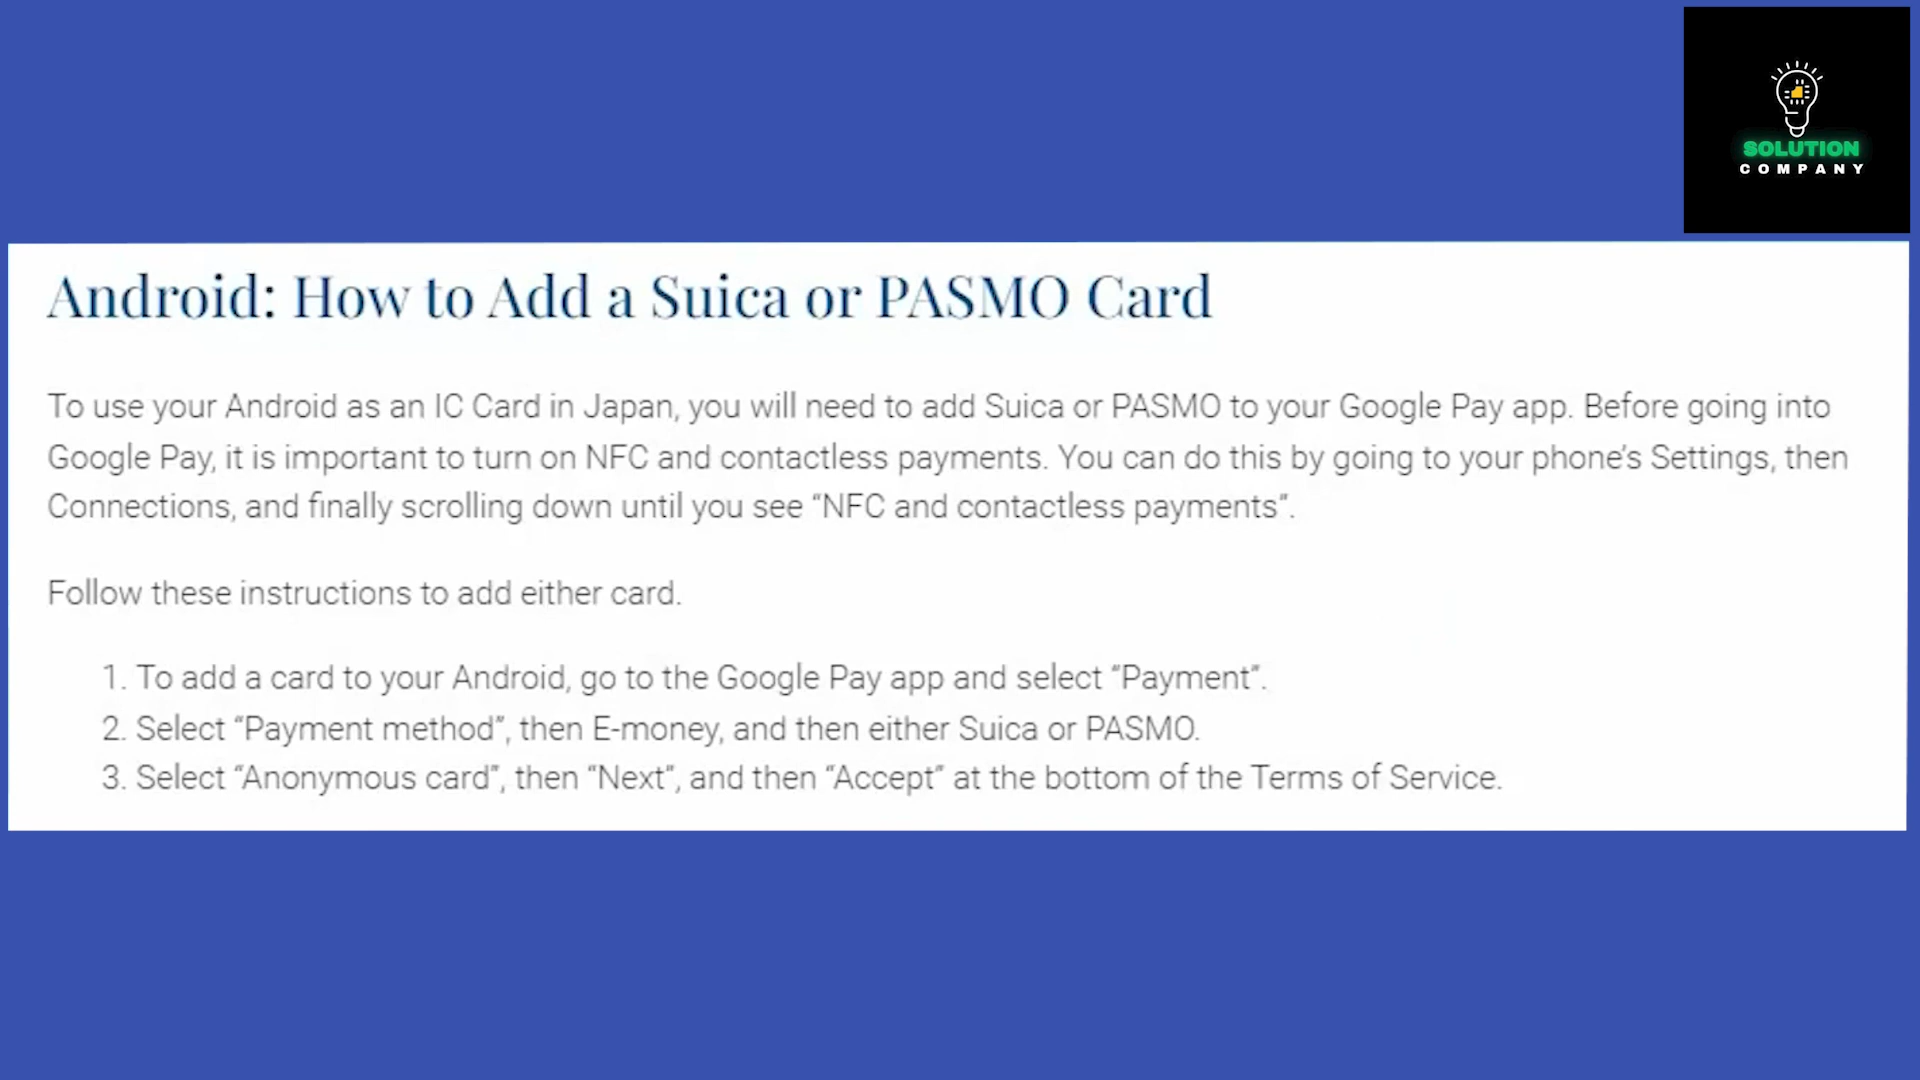 SOLUTION
COMPANY
Android: How to Add a Suica or PASMO Card
To use your Android as an IC Card in Japan, you will need to add Suica or PASMO to your Google Pay app. Before going into
Google Pay, it is important to turn on NFC and contactless payments. You can do this by going to your phone's Settings, then
Connections, and finally scrolling down until you see “NFC and contactless payments”.
Follow these instructions to add either card.
1. To add a card to your Android, go to the Google Pay app and select “Payment”.
2. Select “Payment method”, then E-money, and then either Suica or PASMO.
3. Select “Anonymous card”, then “Next”, and then “Accept” at the bottom of the Terms of Service.